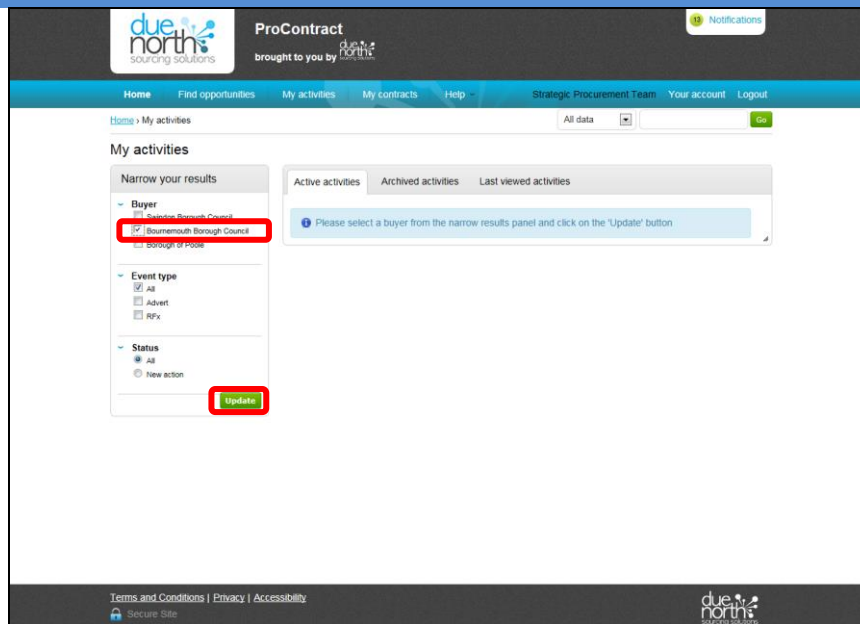 due north
sourcing solutions
ProContract
brought to you by due north
13 Notifications
Home Find opportunities My activities My contracts Help Strategic Procurement Team Your account Logout
Home › My activities
All data
Go
My activities
Narrow your results
Buyer
Swindon Borough Council
Bournemouth Borough Council
Borough of Poole
Event type
All
Advert
RFx
Status
All
New action
Update
Active activities Archived activities Last viewed activities
Please select a buyer from the narrow results panel and click on the 'Update' button
Terms and Conditions | Privacy | Accessibility
Secure Site
due north
sourcing solutions